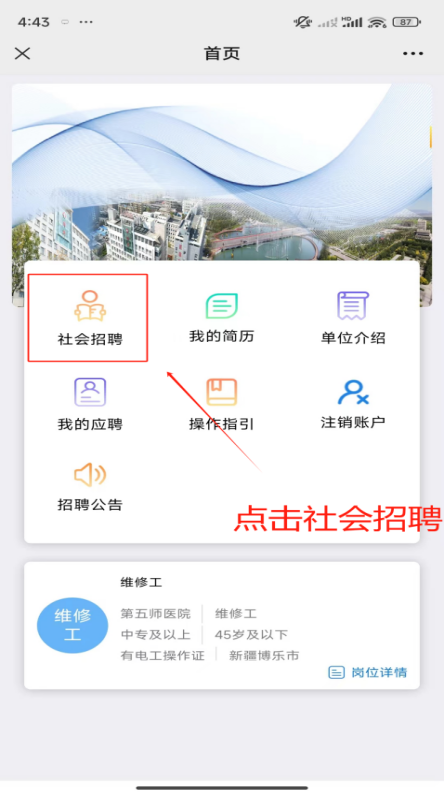 4:43
HD
87
首页
社会招聘
我的简历
单位介绍
我的应聘
操作指引
注销账户
招聘公告
点击社会招聘
维修工
维修工
第五师医院 维修工
中专及以上 45岁及以下
有电工操作证 新疆博乐市
岗位详情